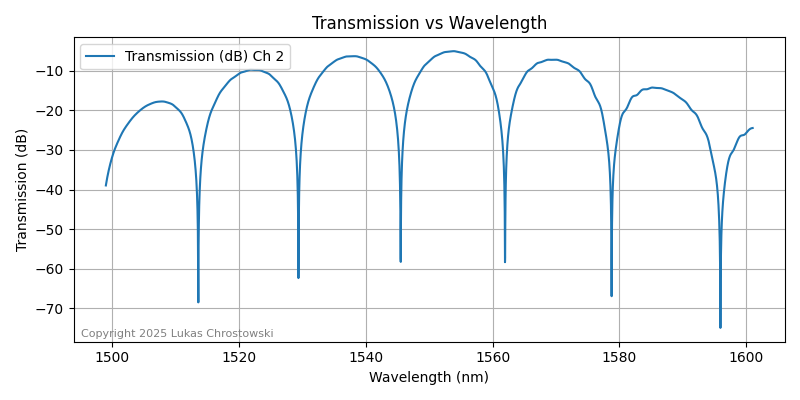 Transmission vs Wavelength
Transmission (dB) Ch 2
Transmission (dB)
−10
−20
−30
−40
−50
−60
−70
Copyright 2025 Lukas Chrostowski
1500 1520 1540 1560 1580 1600
Wavelength (nm)